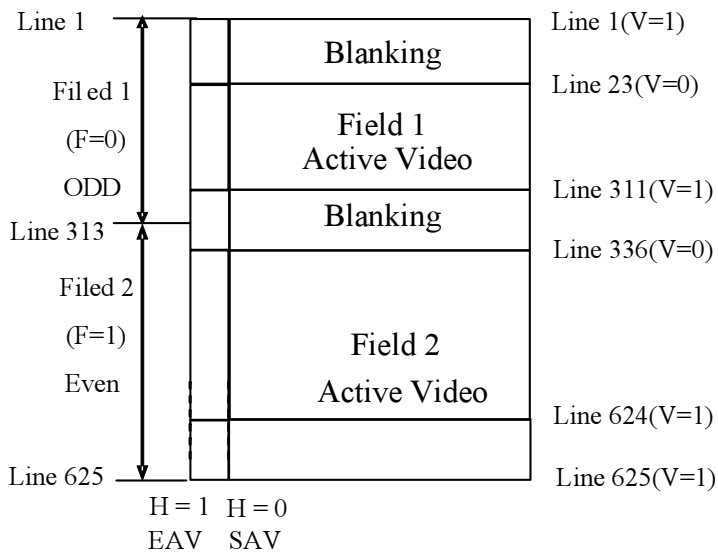 Line 1
Line 1(V=1)
Blanking
Line 23(V=0)
Filed 1
(F=0)
ODD
Field 1
Active Video
Line 311(V=1)
Line 313
Blanking
Line 336(V=0)
Filed 2
(F=1)
Even
Field 2
Active Video
Line 624(V=1)
Line 625
Line 625(V=1)
H = 1 H = 0
EAV SAV